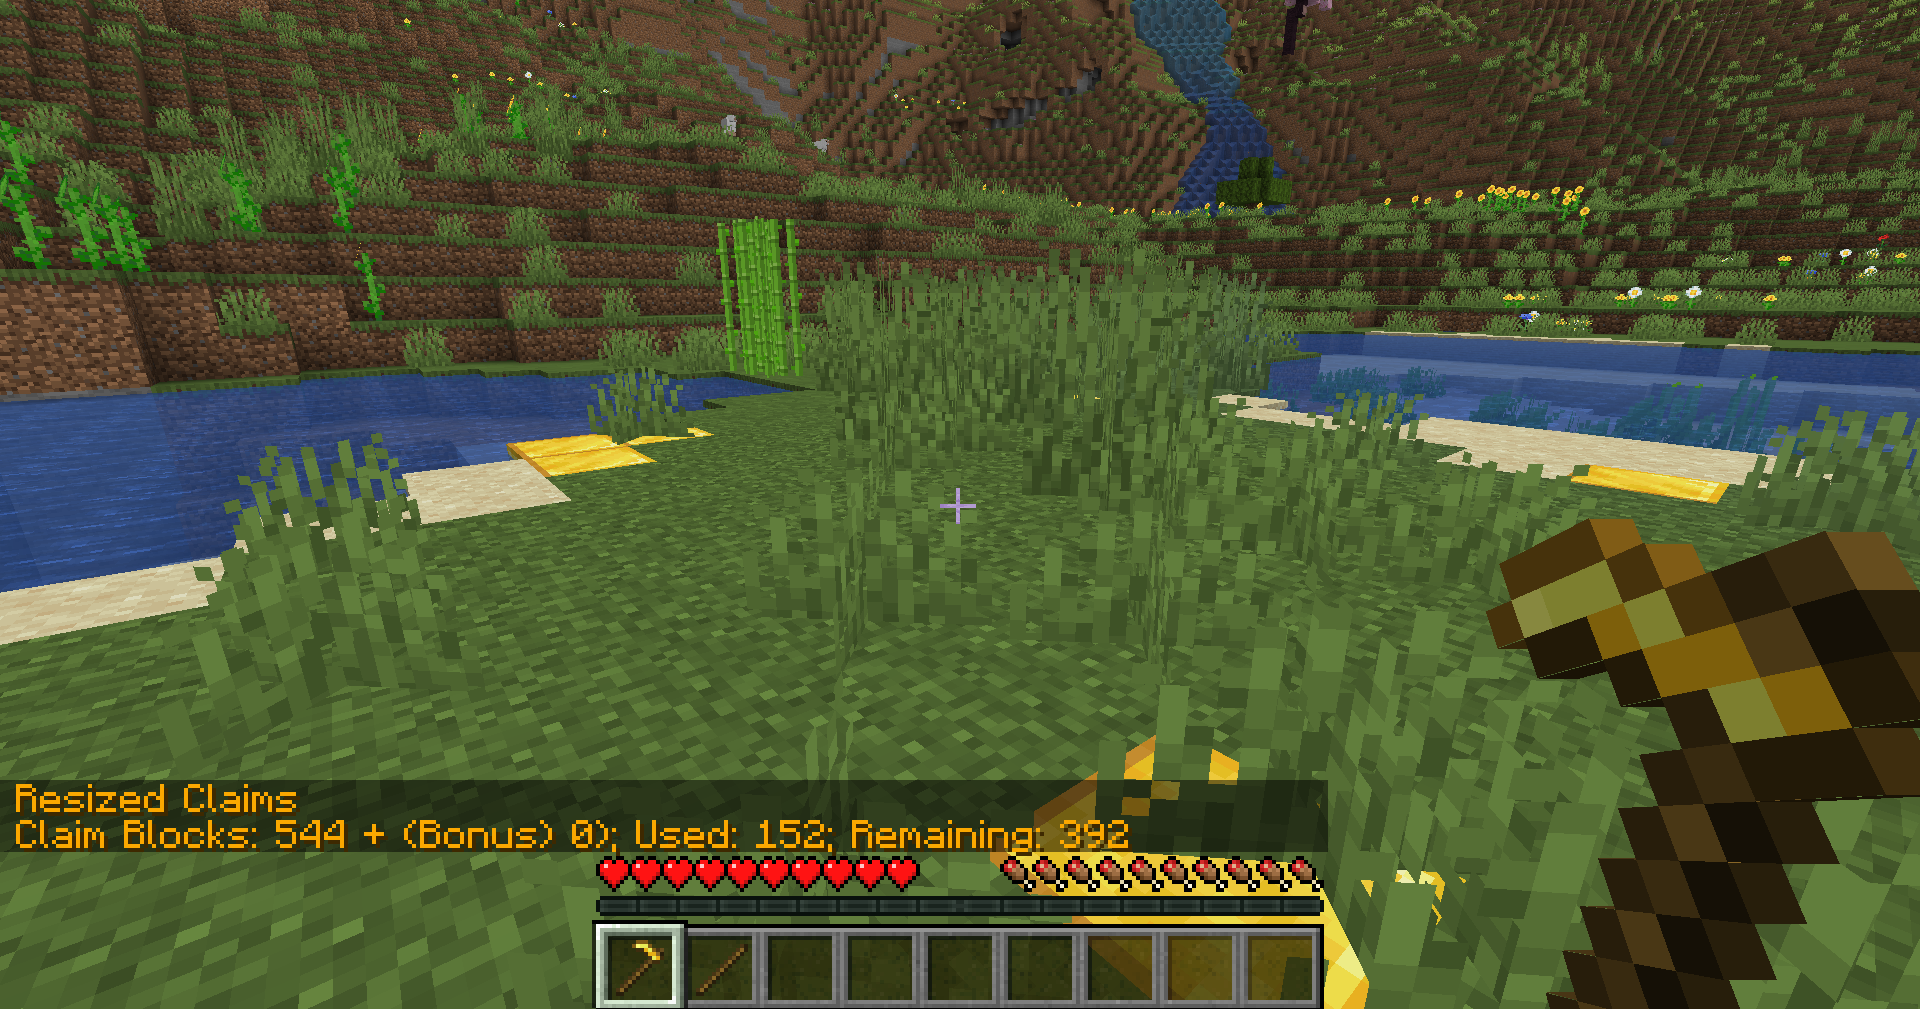 Resized Claims
Claim Blocks: 544 + (Bonus) 0); Used: 152; Remaining: 392